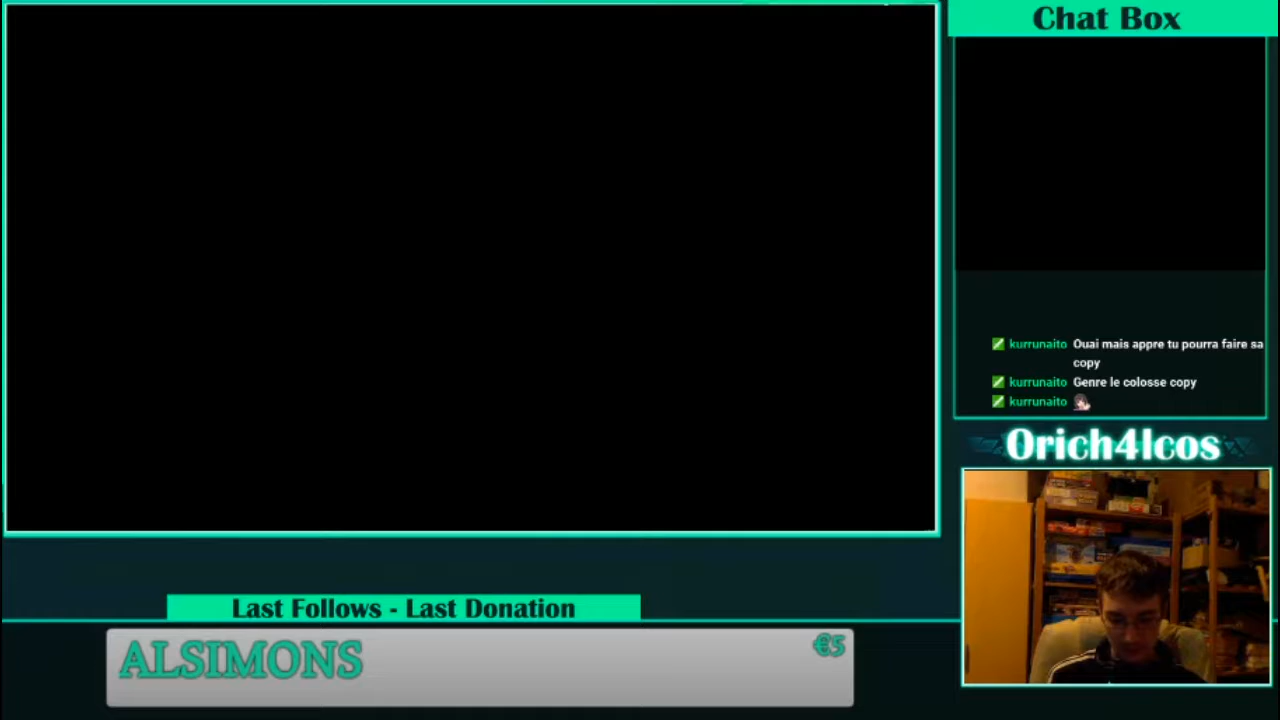 Chat Box
kurrunaito Ouai mais appre tu pourra faire sa
copy
kurrunaito Genre le colosse copy
kurrunaito
Orich4lcos
Last Follows - Last Donation
ALSIMONS
€5